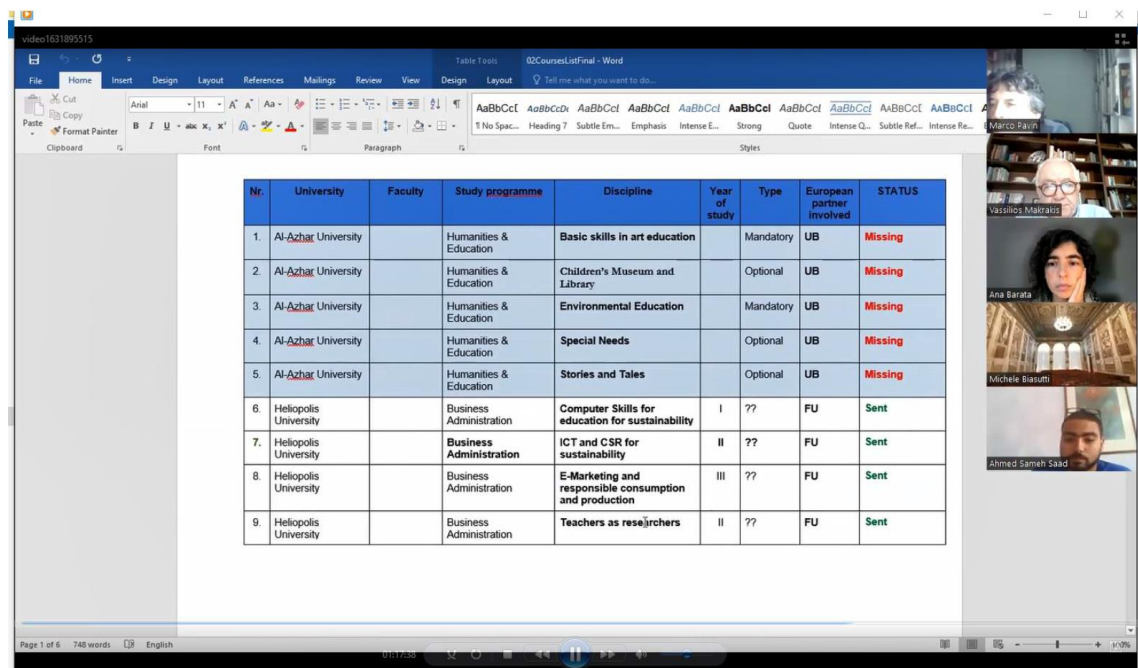 video1631895515
Table Tools
02CoursesListFinal - Word
File Home Insert Design Layout References Mailings Review View Design Layout Tell me what you want to do...
Paste
Cut
Copy
Format Painter
Arial 11
AaBbCcDc AaBbCcDc AaBbCcI AaBbCcI AaBbCcI AaBbCcI AaBbCcI AaBbCcI AABBCCI AABBCCI
¶ No Spac... Heading 7 Subtle Em... Emphasis Intense E... Strong Quote Intense Q... Subtle Ref... Intense Re...
Clipboard Font Paragraph Styles
Nr. University Faculty Study programme Discipline Year of study Type European partner involved STATUS
1. Al-Azhar University Humanities & Education Basic skills in art education Mandatory UB Missing
2. Al-Azhar University Humanities & Education Children's Museum and Library Optional UB Missing
3. Al-Azhar University Humanities & Education Environmental Education Mandatory UB Missing
4. Al-Azhar University Humanities & Education Special Needs Optional UB Missing
5. Al-Azhar University Humanities & Education Stories and Tales Optional UB Missing
6. Heliopolis University Business Administration Computer Skills for education for sustainability I ?? FU Sent
7. Heliopolis University Business Administration ICT and CSR for sustainability II ?? FU Sent
8. Heliopolis University Business Administration E-Marketing and responsible consumption and production III ?? FU Sent
9. Heliopolis University Business Administration Teachers as researchers II ?? FU Sent
Marco Pavin
Vassilios Makrakis
Ana Barata
Michele Biasutti
Ahmed Sameh Saad
Page 1 of 6 748 words English
01:17:38